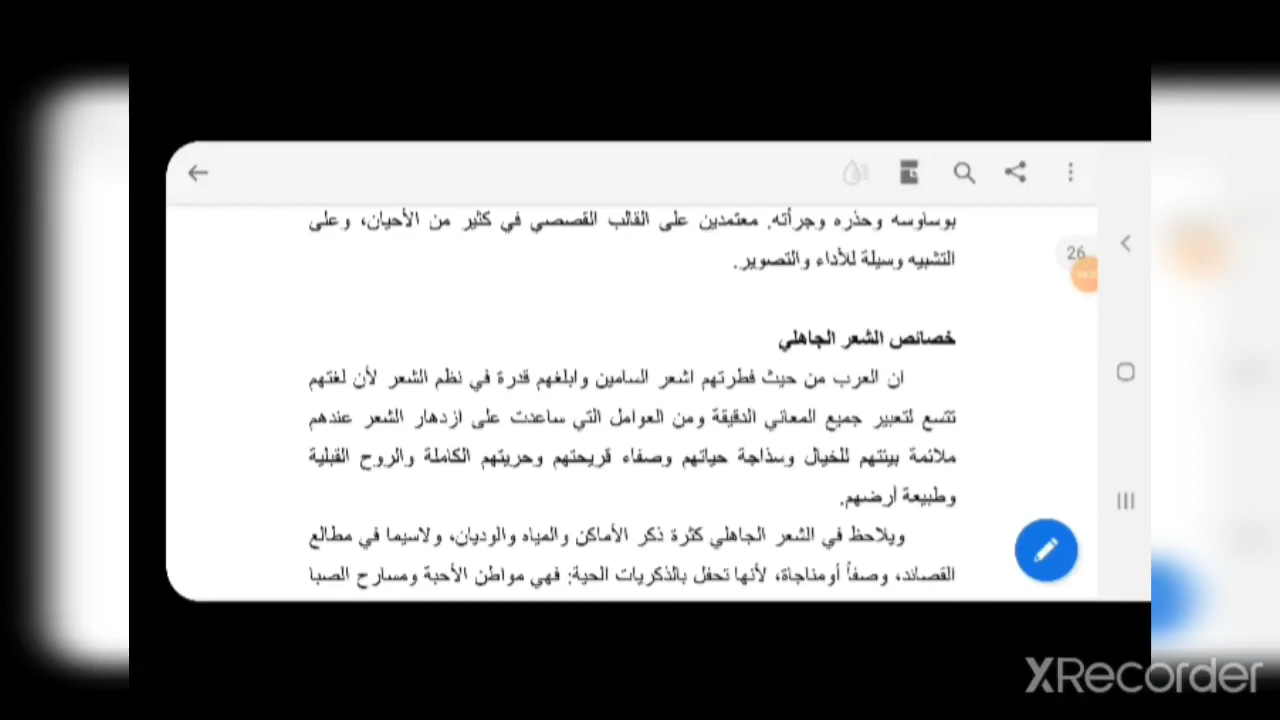 بوساوسه وحذره وجرأته. معتمدين على القالب القصصي في كثير من الأحيان، وعلى
التشبيه وسيلة للأداء والتصوير.
26
خصائص الشعر الجاهلي
ان العرب من حيث فطرتهم اشعر السامين وابلغهم قدرة في نظم الشعر لأن لغتهم
تتسع لتعبير جميع المعاني الدقيقة ومن العوامل التي ساعدت على ازدهار الشعر عندهم
ملائمة بيئتهم للخيال وسذاجة حياتهم وصفاء قريحتهم وحريتهم الكاملة والروح القبلية
وطبيعة أرضهم.
ويلاحظ في الشعر الجاهلي كثرة ذكر الأماكن والمياه والوديان، ولاسيما في مطالع
القصائد، وصفاً أومناجاة، لأنها تحفل بالذكريات الحية: فهي مواطن الأحبة ومسارح الصبا
XRecorder